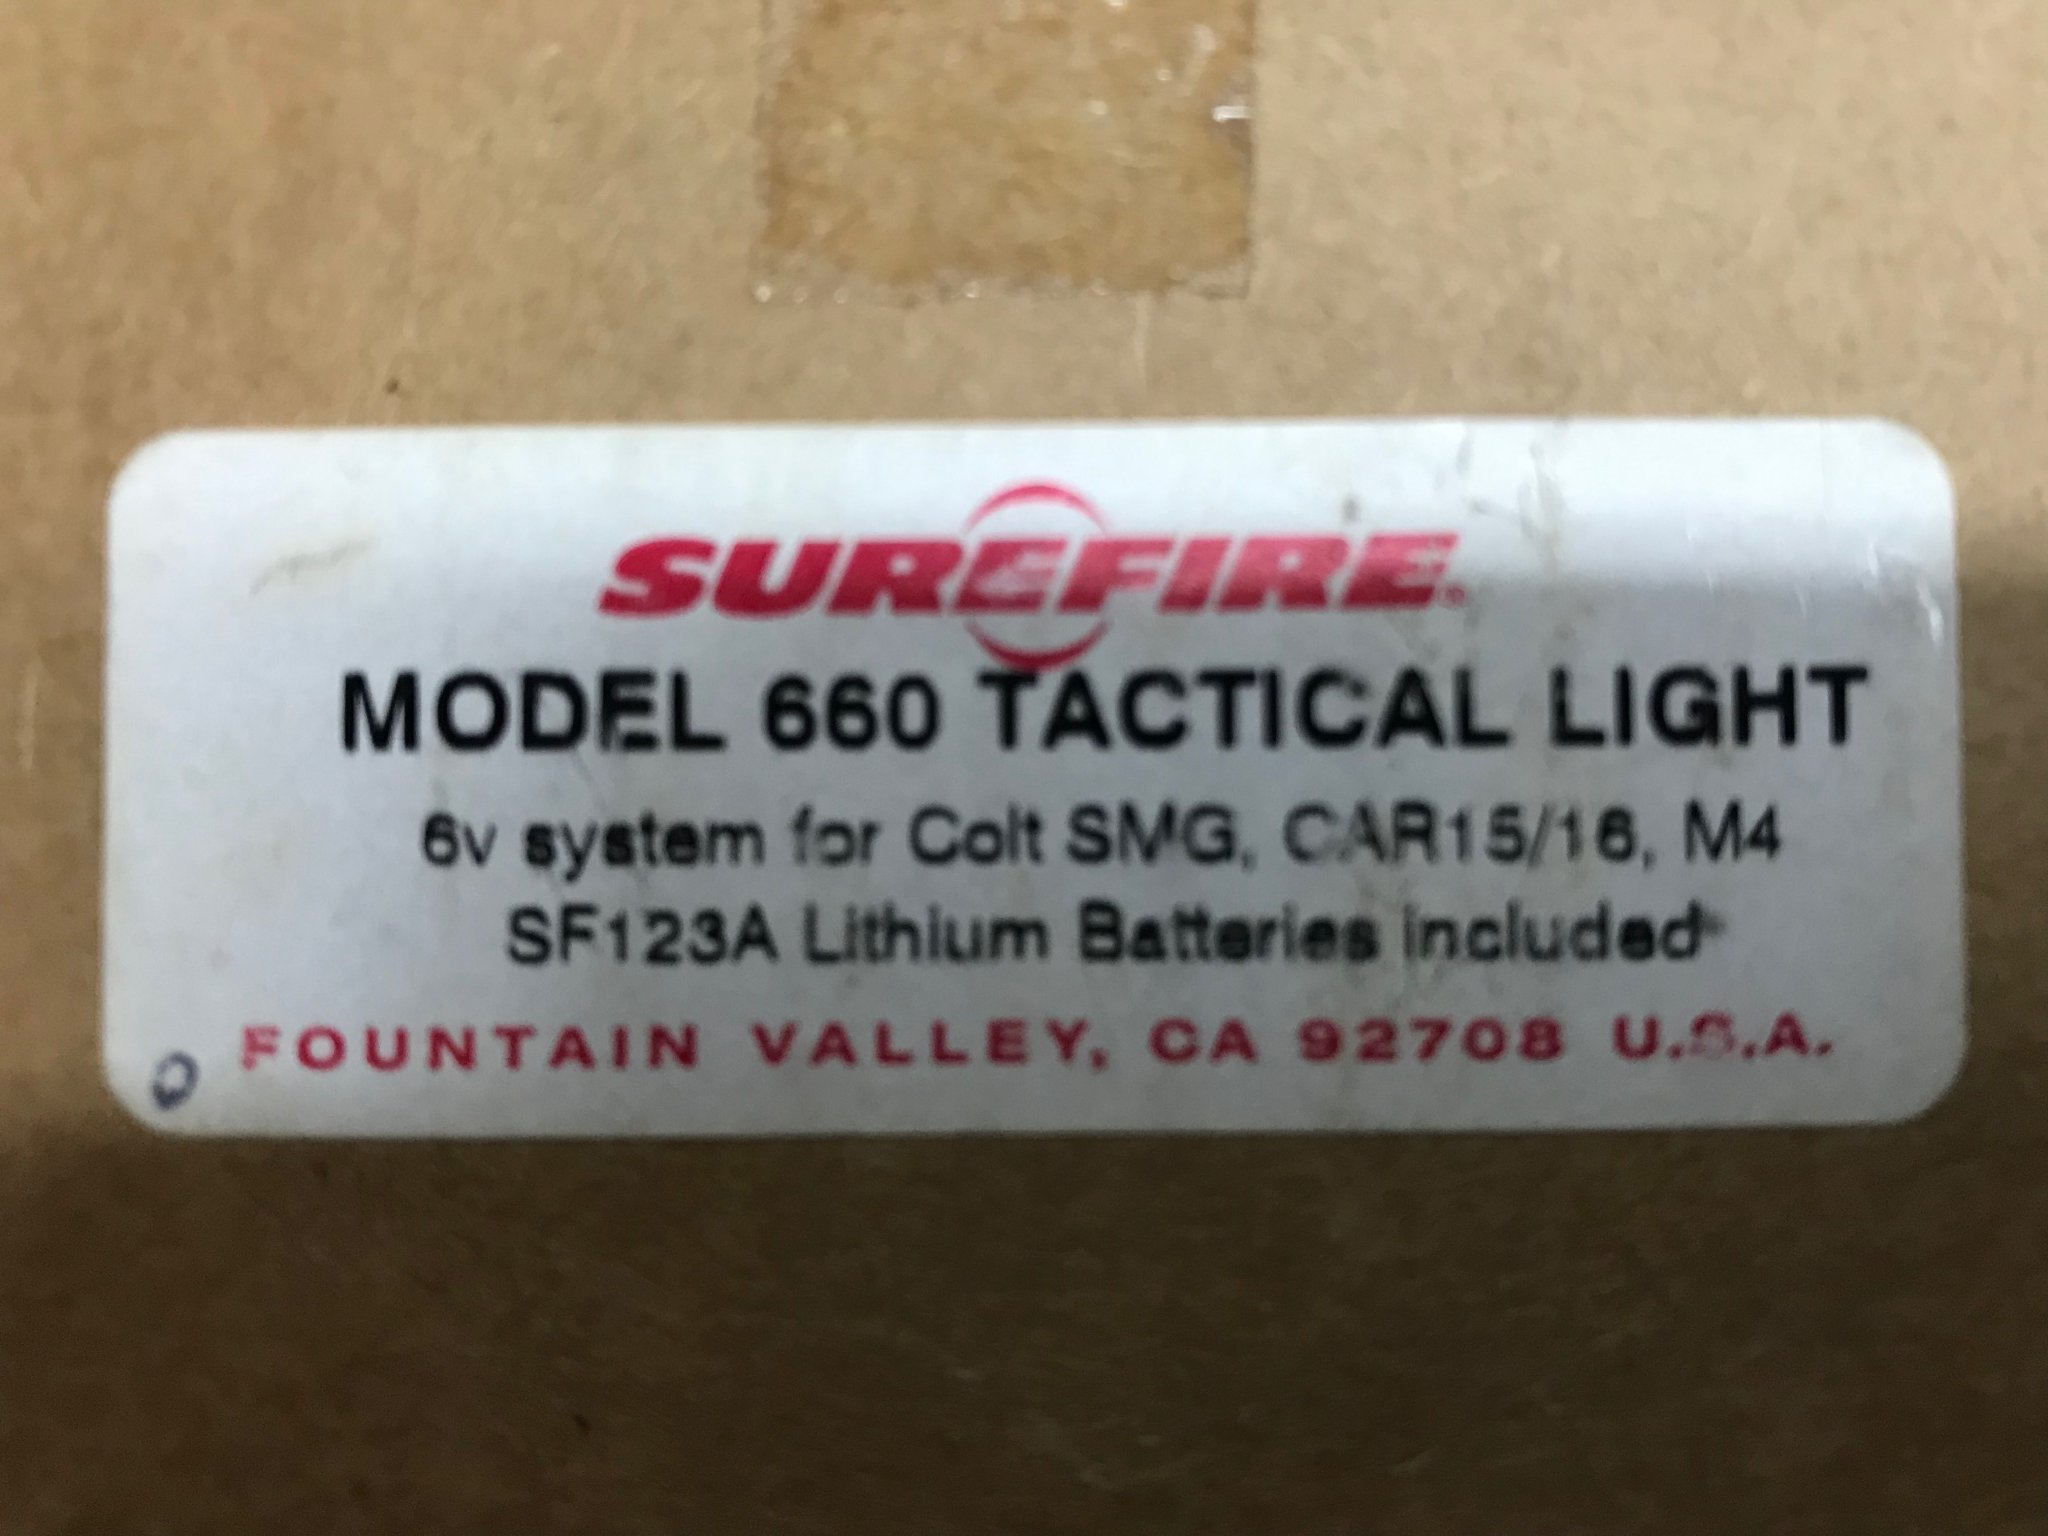 SUREFIRE®
MODEL 660 TACTICAL LIGHT
6v system for Colt SMG, CAR15/16, M4
SF123A Lithium Batteries included
FOUNTAIN VALLEY, CA 92708 U.S.A.